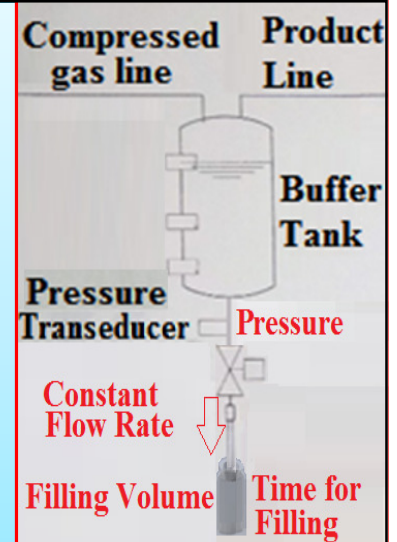 Compressed gas line
Product Line
Buffer Tank
Pressure Transeducer
Pressure
Constant Flow Rate
Filling Volume
Time for Filling